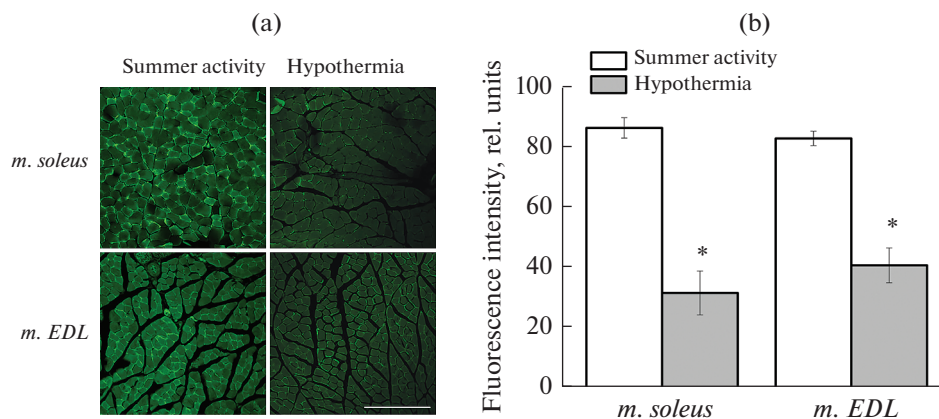 (a)
Summer activity Hypothermia
m. soleus
m. EDL
(b)
Summer activity
Hypothermia
Fluorescence intensity, rel. units
100
80
60
40
20
0
*
*
m. soleus m. EDL